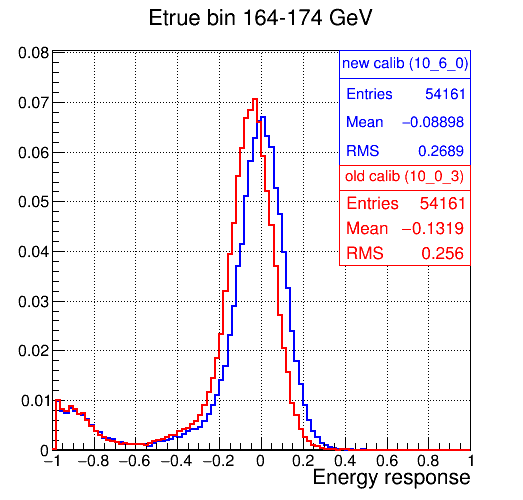 Etrue bin 164-174 GeV
new calib (10_6_0)
Entries 54161
Mean −0.08898
RMS 0.2689
old calib (10_0_3)
Entries 54161
Mean −0.1319
RMS 0.256
0.08
0.07
0.06
0.05
0.04
0.03
0.02
0.01
0
−1 −0.8 −0.6 −0.4 −0.2 0 0.2 0.4 0.6 0.8 1
Energy response